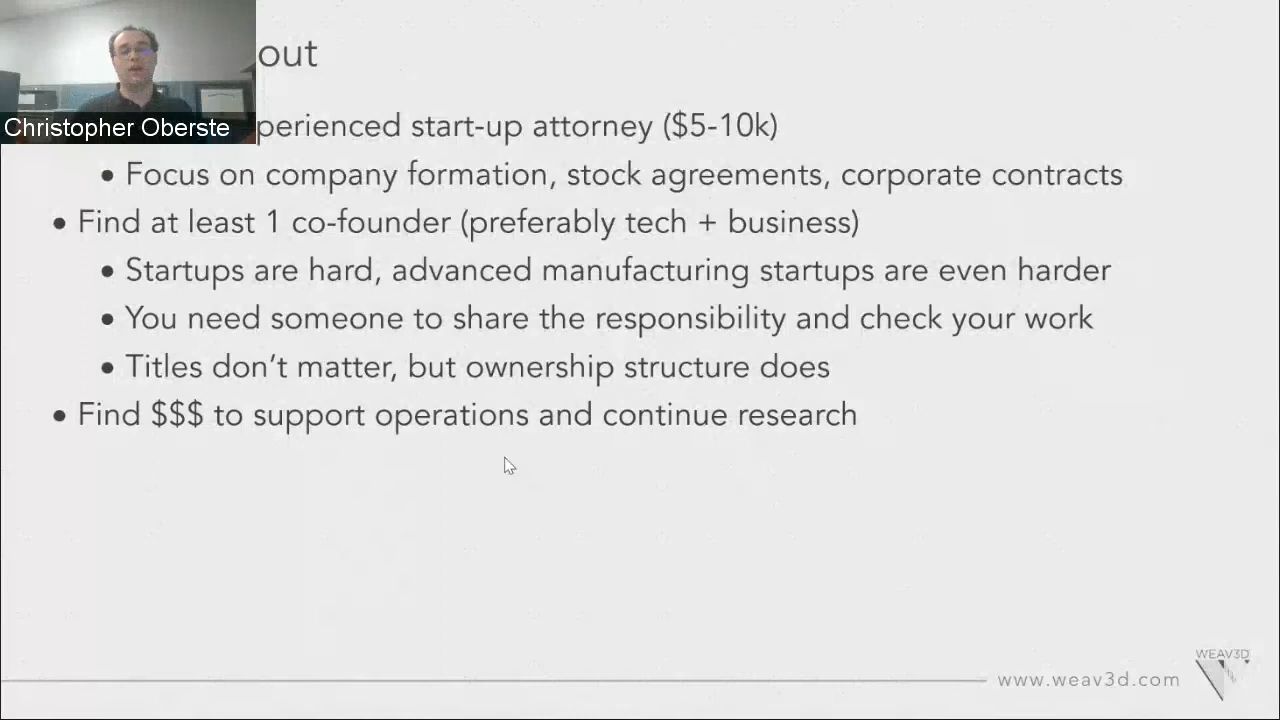 out
Christopher Oberste
perienced start-up attorney ($5-10k)
• Focus on company formation, stock agreements, corporate contracts
• Find at least 1 co-founder (preferably tech + business)
• Startups are hard, advanced manufacturing startups are even harder
• You need someone to share the responsibility and check your work
• Titles don't matter, but ownership structure does
• Find $$$ to support operations and continue research
WEAV3D
www.weav3d.com